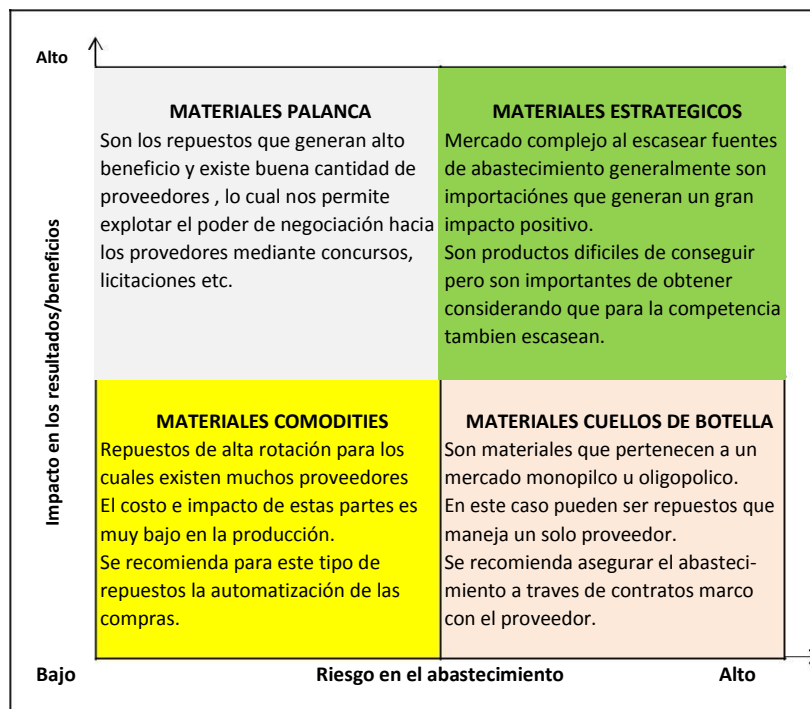 Alto
MATERIALES PALANCA
Son los repuestos que generan alto
beneficio y existe buena cantidad de
proveedores , lo cual nos permite
explotar el poder de negociación hacia
los provedores mediante concursos,
licitaciones etc.
MATERIALES ESTRATEGICOS
Mercado complejo al escasear fuentes
de abastecimiento generalmente son
importaciónes que generan un gran
impacto positivo.
Son productos dificiles de conseguir
pero son importantes de obtener
considerando que para la competencia
tambien escasean.
Impacto en los resultados/beneficios
MATERIALES COMODITIES
Repuestos de alta rotación para los
cuales existen muchos proveedores
El costo e impacto de estas partes es
muy bajo en la producción.
Se recomienda para este tipo de
repuestos la automatización de las
compras.
MATERIALES CUELLOS DE BOTELLA
Son materiales que pertenecen a un
mercado monopilco u oligopolico.
En este caso pueden ser repuestos que
maneja un solo proveedor.
Se recomienda asegurar el abasteci-
miento a traves de contratos marco
con el proveedor.
Bajo
Riesgo en el abastecimiento
Alto